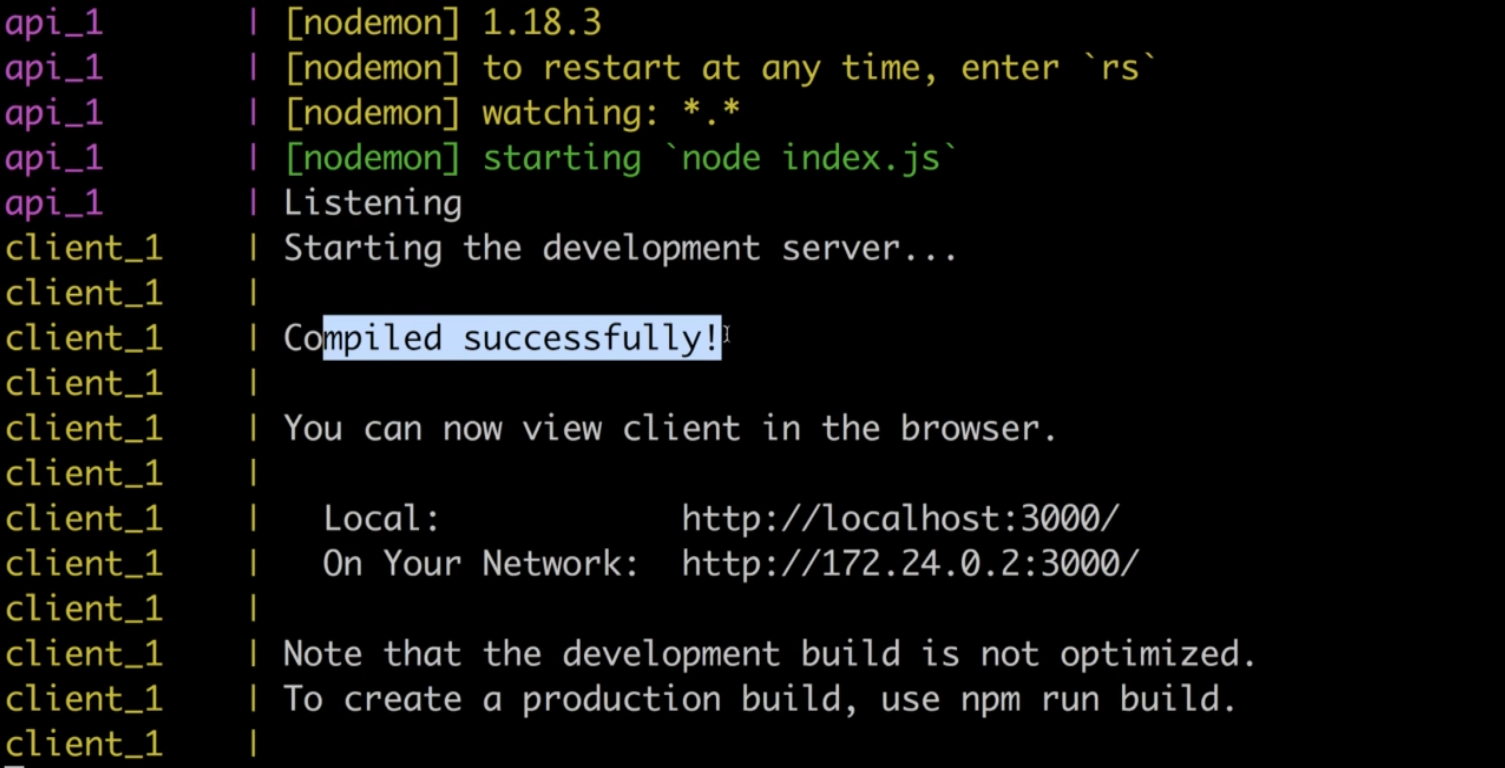 api_1 | [nodemon] 1.18.3
api_1 | [nodemon] to restart at any time, enter `rs`
api_1 | [nodemon] watching: *.*
api_1 | [nodemon] starting `node index.js`
api_1 | Listening
client_1 | Starting the development server...
client_1 |
client_1 | Compiled successfully!
client_1 |
client_1 | You can now view client in the browser.
client_1 |
client_1 | Local: http://localhost:3000/
client_1 | On Your Network: http://172.24.0.2:3000/
client_1 |
client_1 | Note that the development build is not optimized.
client_1 | To create a production build, use npm run build.
client_1 |